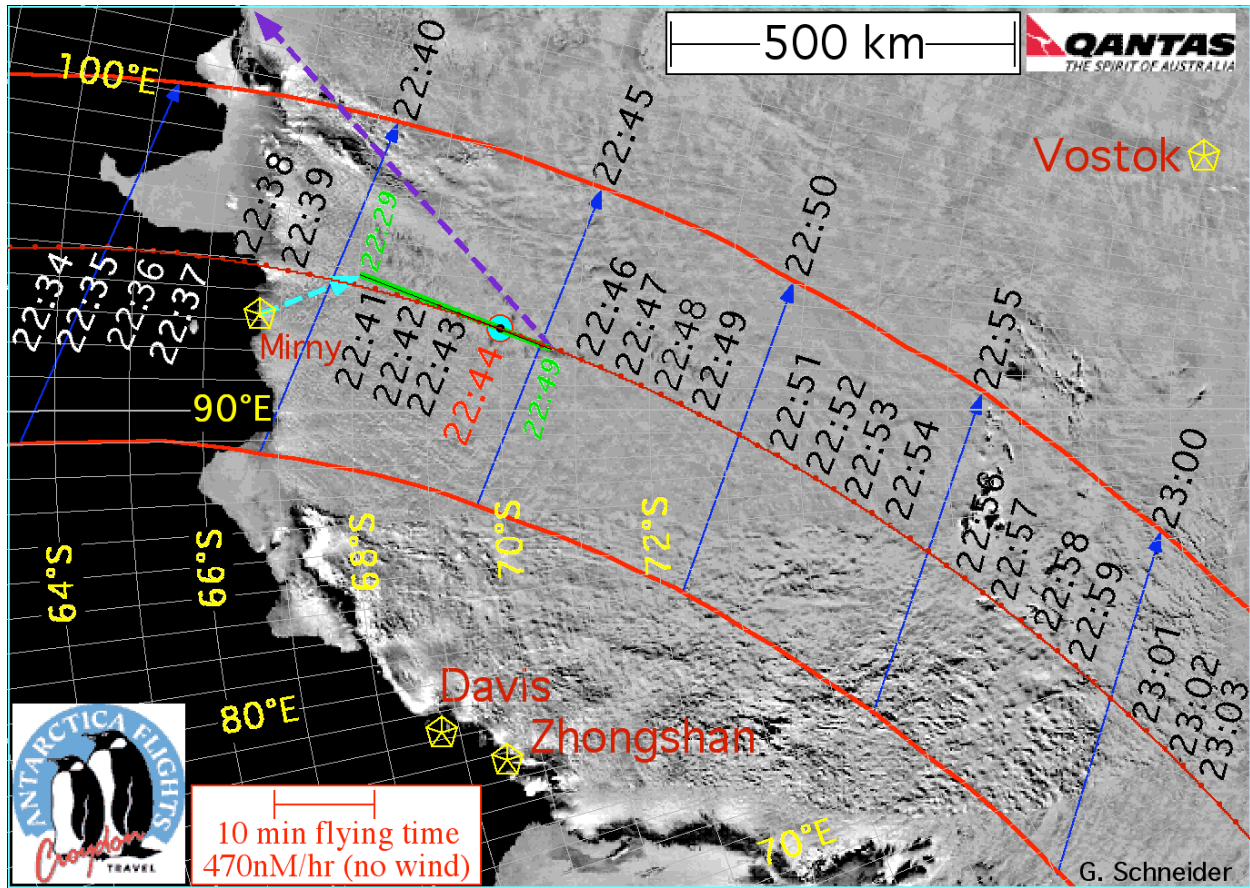 100°E
22:40
500 km
QANTAS
THE SPIRIT OF AUSTRALIA
22:45
Vostok
22:38
22:39
22:29
22:50
22:34
22:35
22:36
22:37
Mirny
22:41
22:42
22:43
22:44
22:49
22:46
22:47
22:48
22:49
22:55
90°E
22:51
22:52
22:53
22:54
23:00
64°S
66°S
68°S
70°S
72°S
22:56
22:57
22:58
22:59
80°E
Davis
Zhongshan
23:01
23:02
23:03
ANTARCTICA FLIGHTS
Croydon
TRAVEL
10 min flying time
470nM/hr (no wind)
70°E
G. Schneider